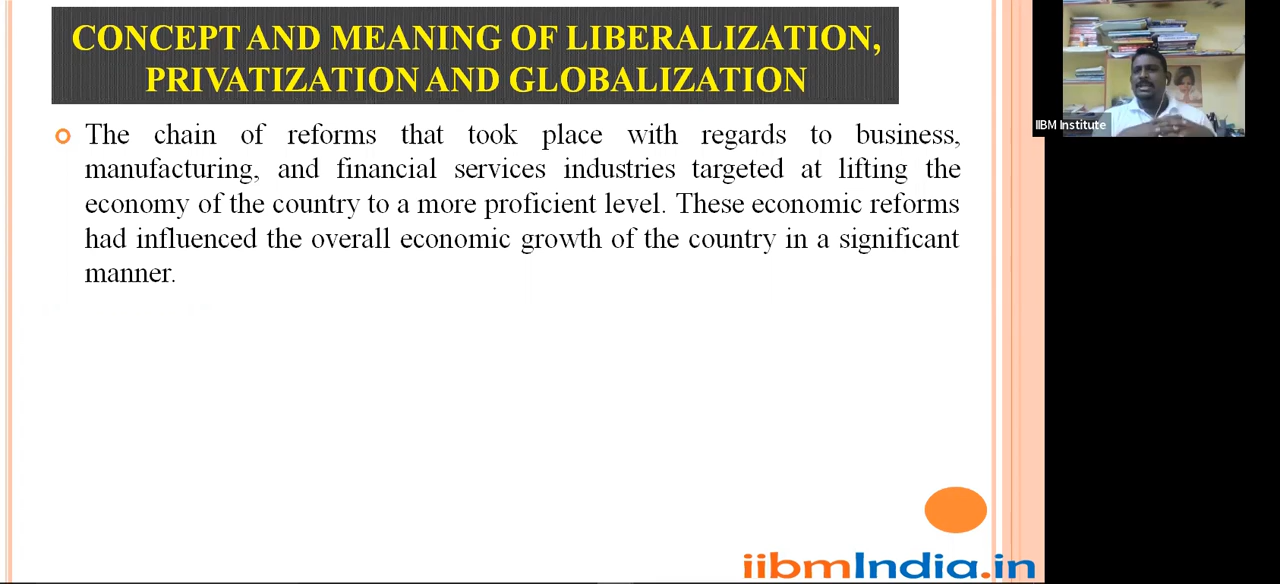 CONCEPT AND MEANING OF LIBERALIZATION,
PRIVATIZATION AND GLOBALIZATION
The chain of reforms that took place with regards to business,
manufacturing, and financial services industries targeted at lifting the
economy of the country to a more proficient level. These economic reforms
had influenced the overall economic growth of the country in a significant
manner.
IIBM Institute
iibmIndia.in